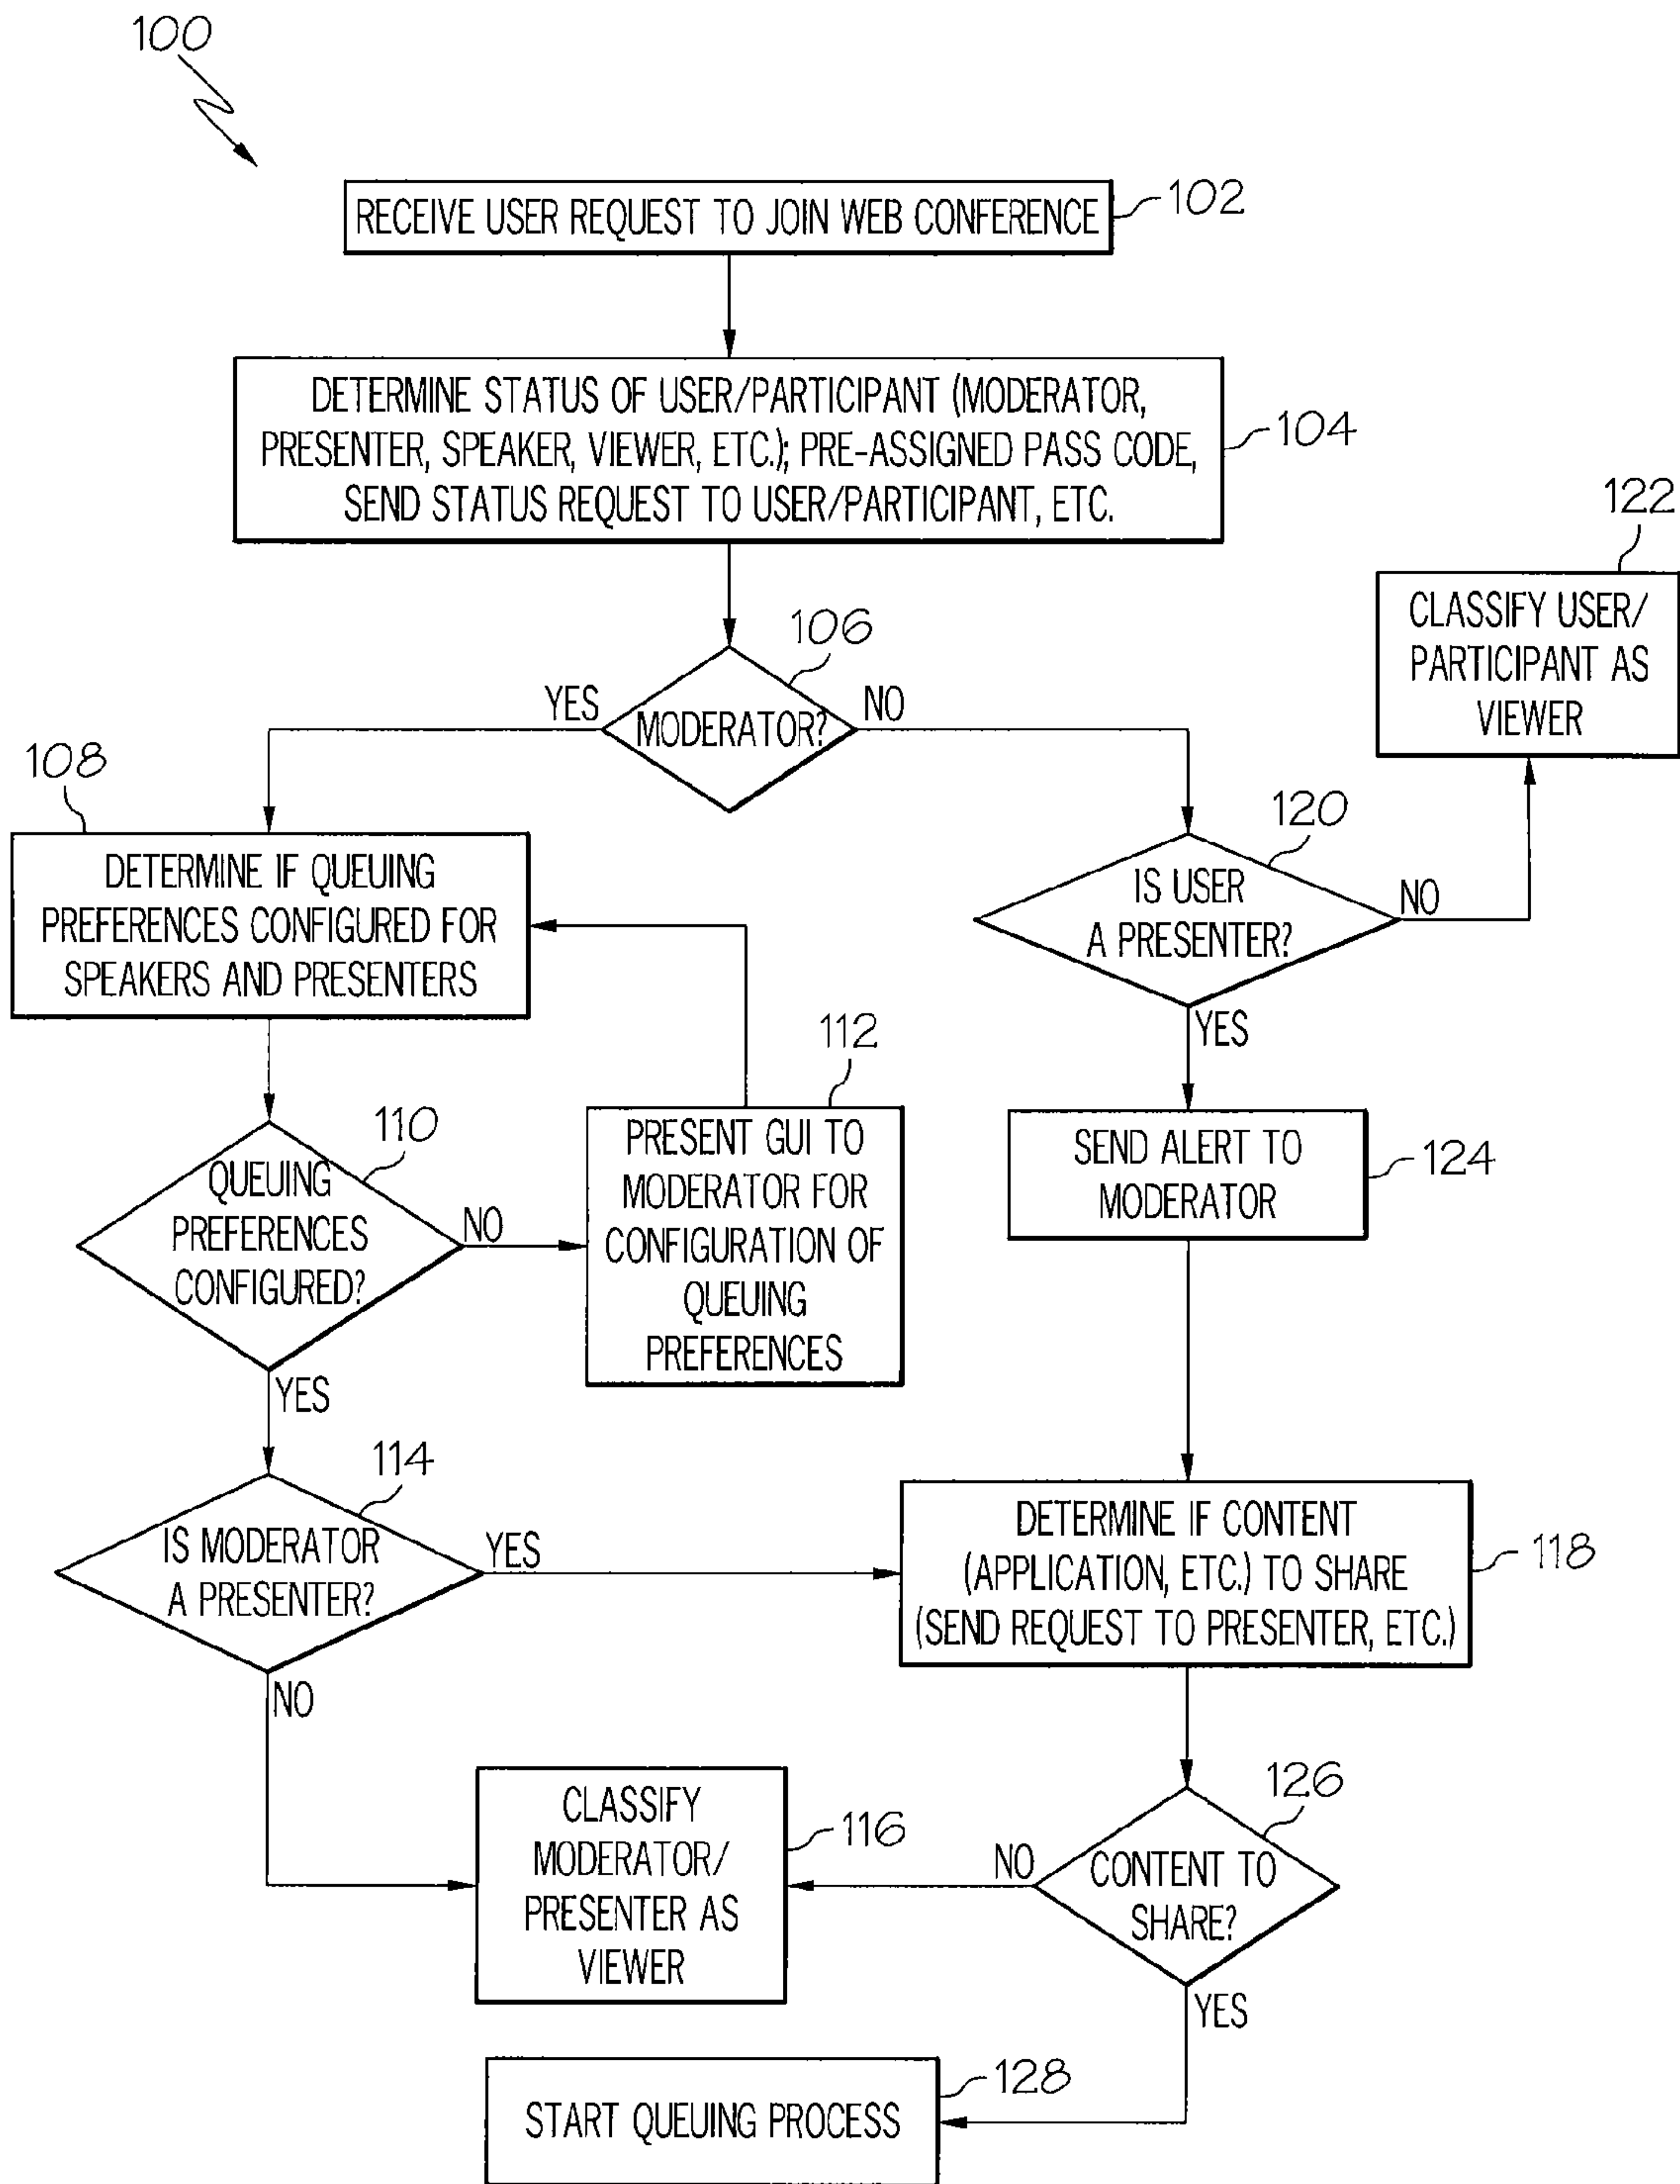 100
RECEIVE USER REQUEST TO JOIN WEB CONFERENCE
102
DETERMINE STATUS OF USER/PARTICIPANT (MODERATOR,
PRESENTER, SPEAKER, VIEWER, ETC.); PRE-ASSIGNED PASS CODE,
SEND STATUS REQUEST TO USER/PARTICIPANT, ETC.
104
122
CLASSIFY USER/
PARTICIPANT AS
VIEWER
106
YES
MODERATOR?
NO
108
DETERMINE IF QUEUING
PREFERENCES CONFIGURED FOR
SPEAKERS AND PRESENTERS
120
IS USER
A PRESENTER?
NO
YES
110
QUEUING
PREFERENCES
CONFIGURED?
NO
YES
112
PRESENT GUI TO
MODERATOR FOR
CONFIGURATION OF
QUEUING
PREFERENCES
SEND ALERT TO
MODERATOR
124
114
IS MODERATOR
A PRESENTER?
YES
NO
DETERMINE IF CONTENT
(APPLICATION, ETC.) TO SHARE
(SEND REQUEST TO PRESENTER, ETC.)
118
CLASSIFY
MODERATOR/
PRESENTER AS
VIEWER
116
126
NO
CONTENT TO
SHARE?
YES
START QUEUING PROCESS
128